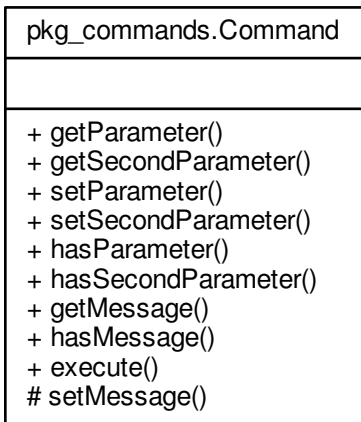 pkg_commands.Command
+ getParameter()
+ getSecondParameter()
+ setParameter()
+ setSecondParameter()
+ hasParameter()
+ hasSecondParameter()
+ getMessage()
+ hasMessage()
+ execute()
# setMessage()